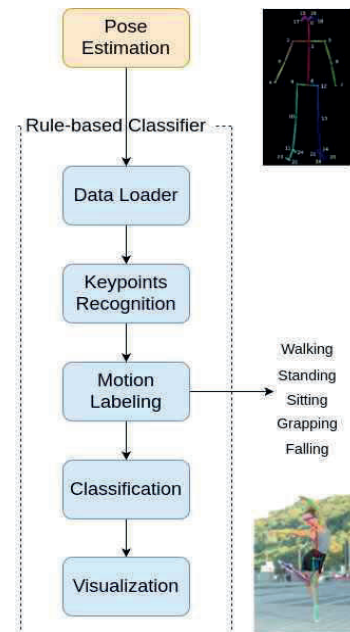 Pose
Estimation
Rule-based Classifier
Data Loader
Keypoints
Recognition
Motion
Labeling
Walking
Standing
Sitting
Grapping
Falling
Classification
Visualization